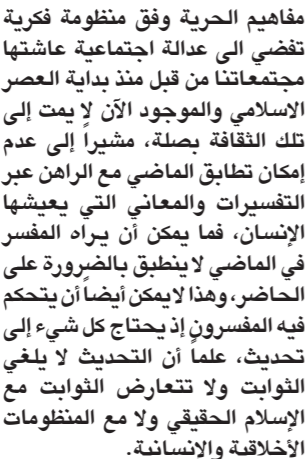 مفاهيم الحرية وفق منظومة فكرية
تفضي الى عدالة اجتماعية عاشتها
مجتمعاتنا من قبل منذ بداية العصر
الاسلامي والموجود الآن لا يمت إلى
تلك الثقافة بصلة، مشيراً إلى عدم
إمكان تطابق الماضي مع الراهن عبر
التفسيرات والمعاني التي يعيشها
الإنسان، فما يمكن أن يراه المفسر
في الماضي لاينطبق بالضرورة على
الحاضر، وهذا لايمكن أيضاً أن يتحكم
فيه المفسرون إذ يحتاج كل شيء إلى
تحديث، علماً أن التحديث لا يلغي
الثوابت ولا تتعارض الثوابت مع
الإسلام الحقيقي ولا مع المنظومات
الأخلاقية والإنسانية.